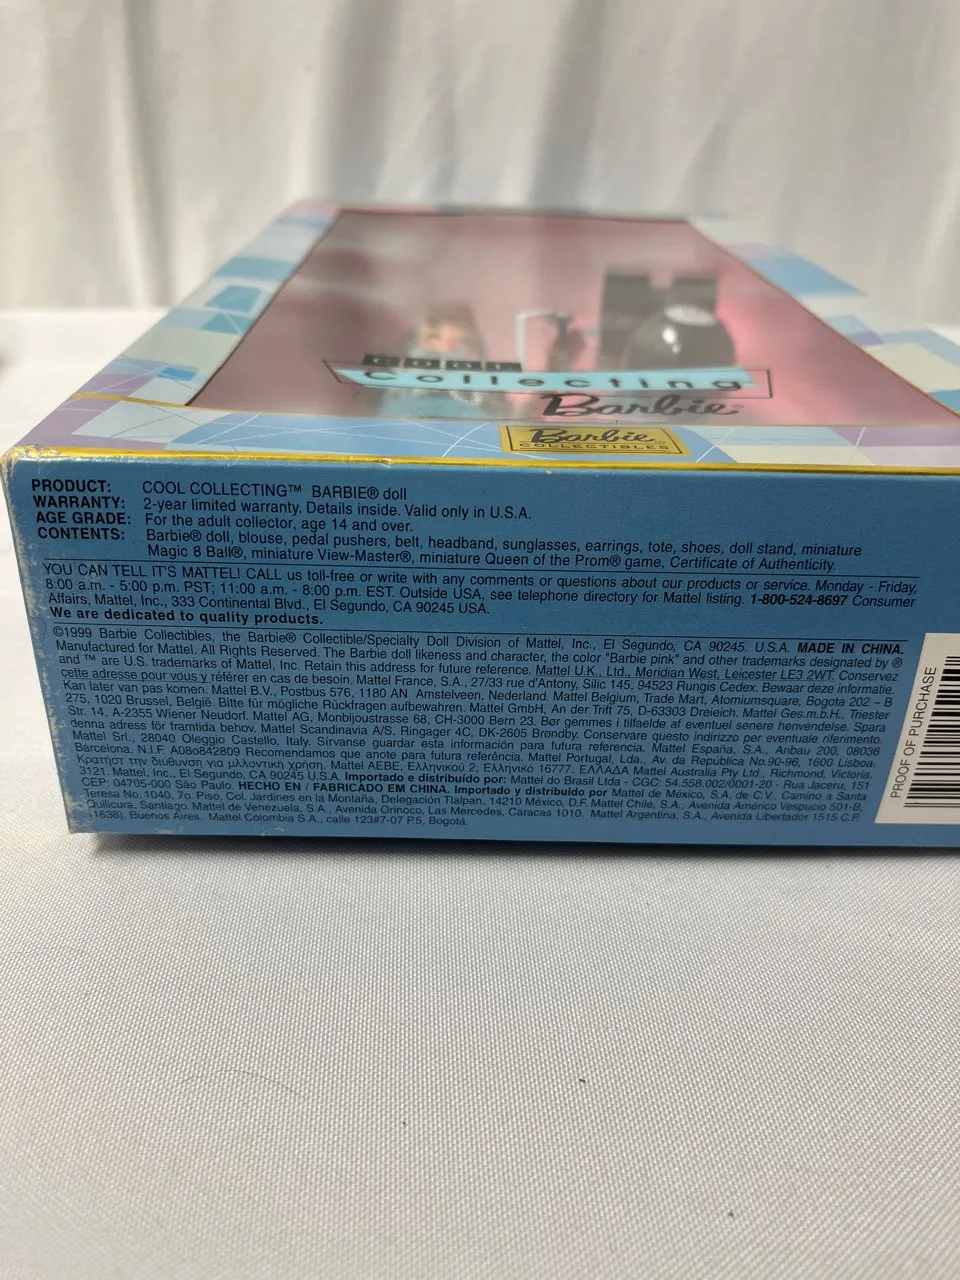 COOL
Collecting
Barbie™
Barbie®
COLLECTIBLES
PRODUCT: COOL COLLECTING™ BARBIE® doll
WARRANTY: 2-year limited warranty. Details inside. Valid only in U.S.A.
AGE GRADE: For the adult collector, age 14 and over.
CONTENTS: Barbie® doll, blouse, pedal pushers, belt, headband, sunglasses, earrings, tote, shoes, doll stand, miniature
Magic 8 Ball®, miniature View-Master®, miniature Queen of the Prom® game, Certificate of Authenticity.
YOU CAN TELL IT'S MATTEL! CALL us toll-free or write with any comments or questions about our products or service. Monday - Friday,
8:00 a.m. - 5:00 p.m. PST; 11:00 a.m. - 8:00 p.m. EST. Outside USA, see telephone directory for Mattel listing. 1-800-524-8697 Consumer
Affairs, Mattel, Inc., 333 Continental Blvd., El Segundo, CA 90245 USA.
We are dedicated to quality products.
©1999 Barbie Collectibles, the Barbie® Collectible/Specialty Doll Division of Mattel, Inc., El Segundo, CA 90245. U.S.A. MADE IN CHINA.
Manufactured for Mattel. All Rights Reserved. The Barbie doll likeness and character, the color "Barbie pink" and other trademarks designated by ®
and ™ are U.S. trademarks of Mattel, Inc. Retain this address for future reference. Mattel U.K., Ltd., Meridian West, Leicester LE3 2WT. Conservez
cette adresse pour vous y référer en cas de besoin. Mattel France, S.A., 27/33 rue d'Antony, Silic 145, 94523 Rungis Cedex. Bewaar deze informatie.
Kan later van pas komen. Mattel B.V., Postbus 576, 1180 AN Amstelveen, Nederland. Mattel Belgium, Trade Mart, Atomiumsquare, Bogota 202 – B
275, 1020 Brussel, België. Bitte für mögliche Rückfragen aufbewahren. Mattel GmbH, An der Trift 75, D-63303 Dreieich. Mattel Ges.m.b.H., Triester
Str. 14, A-2355 Wiener Neudorf. Mattel AG, Monbijoustrasse 68, CH-3000 Bern 23. Bør gemmes i tilfaelde af eventuel senere henvendelse. Spara
denna adress för framtida behov. Mattel Scandinavia A/S, Ringager 4C, DK-2605 Brøndby. Conservare questo indirizzo per eventuale riferimento.
Mattel Srl., 28040 Oleggio Castello, Italy. Sírvanse guardar esta información para futura referencia. Mattel España, S.A., Aribau 200, 08036
Barcelona. N.I.F. A08o842809 Recomendamos que anote para futura referência. Mattel Portugal, Lda., Av. da República No.90-96, 1600 Lisboa.
Κρατήστ την διύθυνση για μλλοντική χρήση. Mattel AEBE, Ελληνικού 2, Ελληνικό 16777. ΕΛΛΑΔΑ Mattel Australia Pty Ltd., Richmond, Victoria.
3121. Mattel, Inc., El Segundo, CA 90245 U.S.A. Importado e distribuído por: Mattel do Brasil Ltda - CGC: 54.558.002/0001-20 - Rua Jaceru, 151
CEP: 04705-000 São Paulo. HECHO EN / FABRICADO EM CHINA. Importado y distribuido por Mattel de México, S.A. de C.V., Camino a Santa
Teresa No. 1040, 7o. Piso, Col. Jardines en la Montaña, Delegación Tlalpan, 14210 México, D.F. Mattel Chile, S.A., Avenida Américo Vespucio 501-B,
Quilicura, Santiago. Mattel de Venezuela, S.A., Avenida Orinoco, Las Mercedes, Caracas 1010. Mattel Argentina, S.A., Avenida Libertador 1515 C.P.
(1638), Buenos Aires. Mattel Colombia S.A., calle 123#7-07 P.5, Bogotá.
PROOF OF PURCHASE